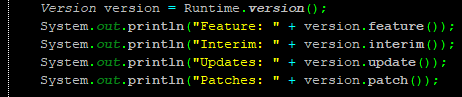 Version version = Runtime.version();
System.out.println("Feature: " + version.feature());
System.out.println("Interim: " + version.interim());
System.out.println("Updates: " + version.update());
System.out.println("Patches: " + version.patch());